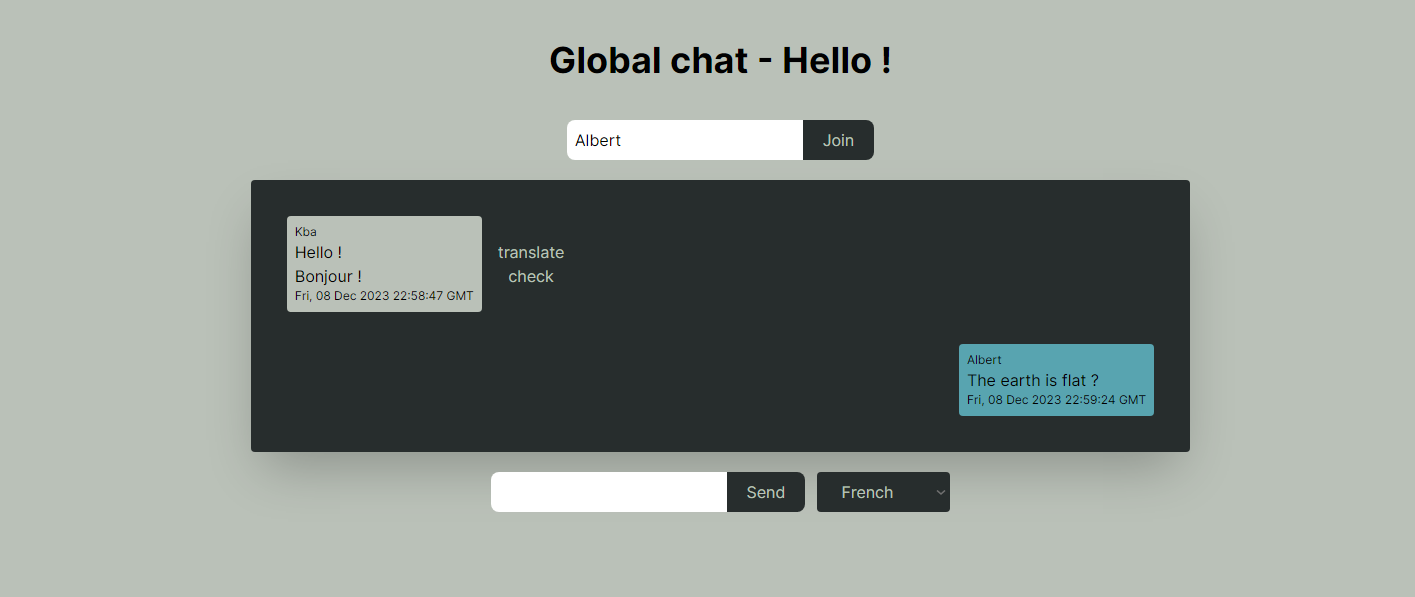 Global chat - Hello !
Albert
Join
Kba
Hello !
translate
Bonjour !
check
Fri, 08 Dec 2023 22:58:47 GMT
Albert
The earth is flat ?
Fri, 08 Dec 2023 22:59:24 GMT
Send
French